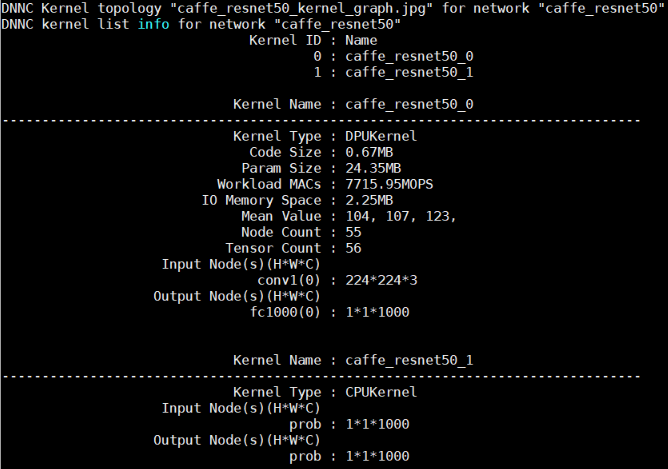 DNNC Kernel topology "caffe_resnet50_kernel_graph.jpg" for network "caffe_resnet50"
DNNC kernel list info for network "caffe_resnet50"
Kernel ID : Name
0 : caffe_resnet50_0
1 : caffe_resnet50_1
Kernel Name : caffe_resnet50_0
--------------------------------------------------------------------------------
Kernel Type : DPUKernel
Code Size : 0.67MB
Param Size : 24.35MB
Workload MACs : 7715.95MOPS
IO Memory Space : 2.25MB
Mean Value : 104, 107, 123,
Node Count : 55
Tensor Count : 56
Input Node(s)(H*W*C)
conv1(0) : 224*224*3
Output Node(s)(H*W*C)
fc1000(0) : 1*1*1000
Kernel Name : caffe_resnet50_1
--------------------------------------------------------------------------------
Kernel Type : CPUKernel
Input Node(s)(H*W*C)
prob : 1*1*1000
Output Node(s)(H*W*C)
prob : 1*1*1000